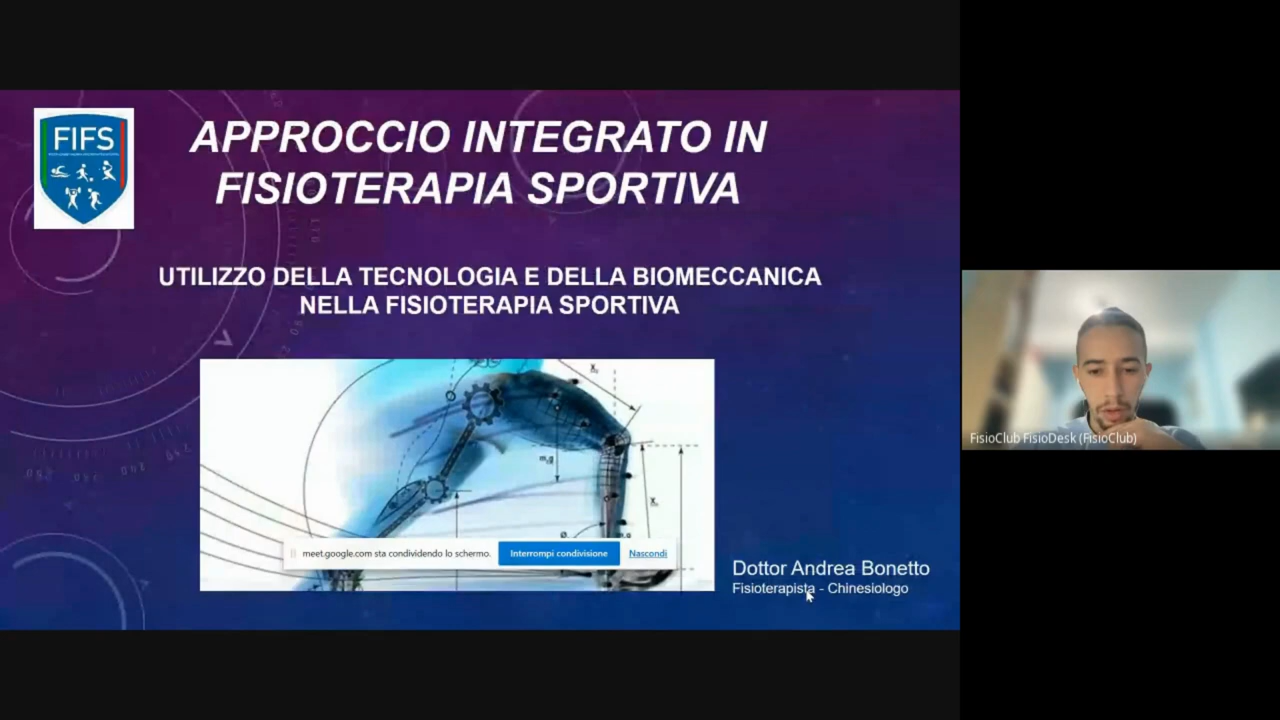 FIFS
APPROCCIO INTEGRATO IN
FISIOTERAPIA SPORTIVA
UTILIZZO DELLA TECNOLOGIA E DELLA BIOMECCANICA
NELLA FISIOTERAPIA SPORTIVA
meet.google.com sta condividendo lo schermo.
Interrompi condivisione
Nascondi
Dottor Andrea Bonetto
Fisioterapista - Chinesiologo
FisioClub FisioDesk (FisioClub)